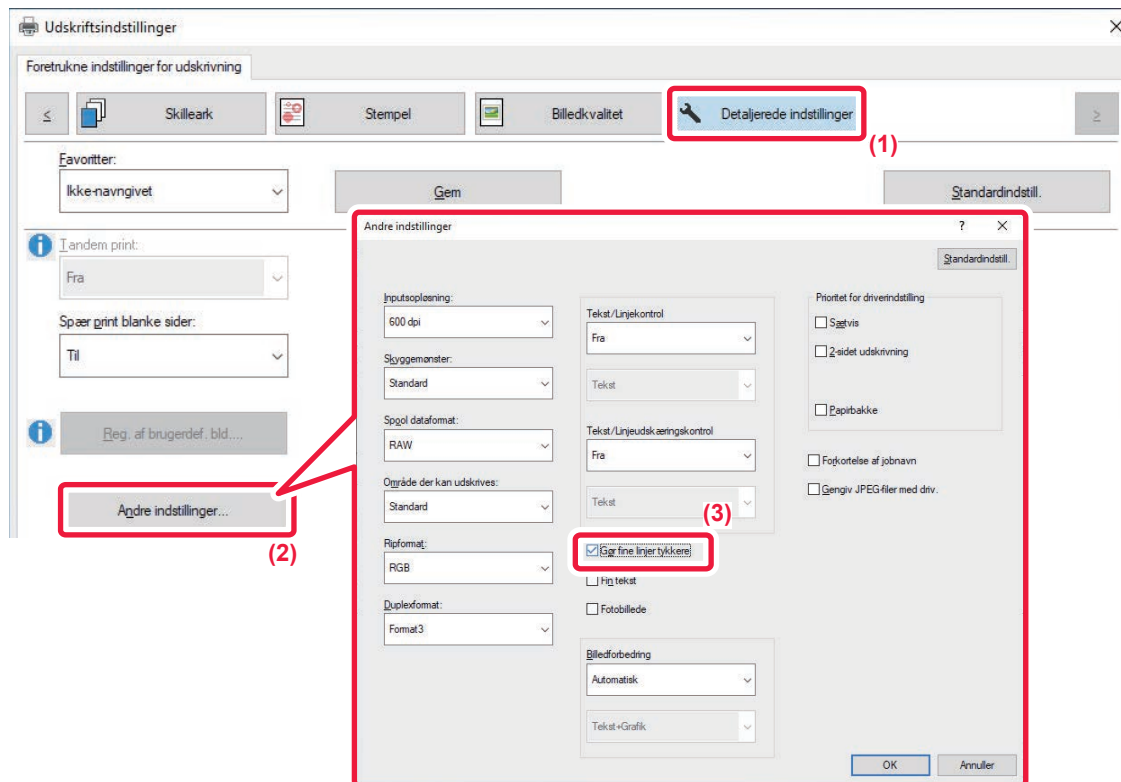 Udskriftsindstillinger
Foretrukne indstillinger for udskrivning
≤ Skilleark Stempel Billedkvalitet Detaljerede indstillinger ≥
(1)
Favoritter:
Ikke-navngivet
Gem
Standardindstill.
Tandem print:
Fra
Spær print blanke sider:
Til
Reg. af brugerdef. bld....
Andre indstillinger...
(2)
Andre indstillinger ?
Standardindstill.
Inputsopløsning:
600 dpi
Skyggemønster:
Standard
Spool dataformat:
RAW
Område der kan udskrives:
Standard
Ripformat:
RGB
Duplexformat:
Format3
Tekst/Linjekontrol
Fra
Tekst
Tekst/Linjeudskæringskontrol
Fra
Tekst
(3)
Gør fine linjer tykkere
Fin tekst
Fotobillede
Billedforbedring
Automatisk
Tekst+Grafik
Prioritet for driverindstilling
Sætvis
2-sidet udskrivning
Papirbakke
Forkortelse af jobnavn
Gengiv JPEG-filer med driv.
OK Annuller